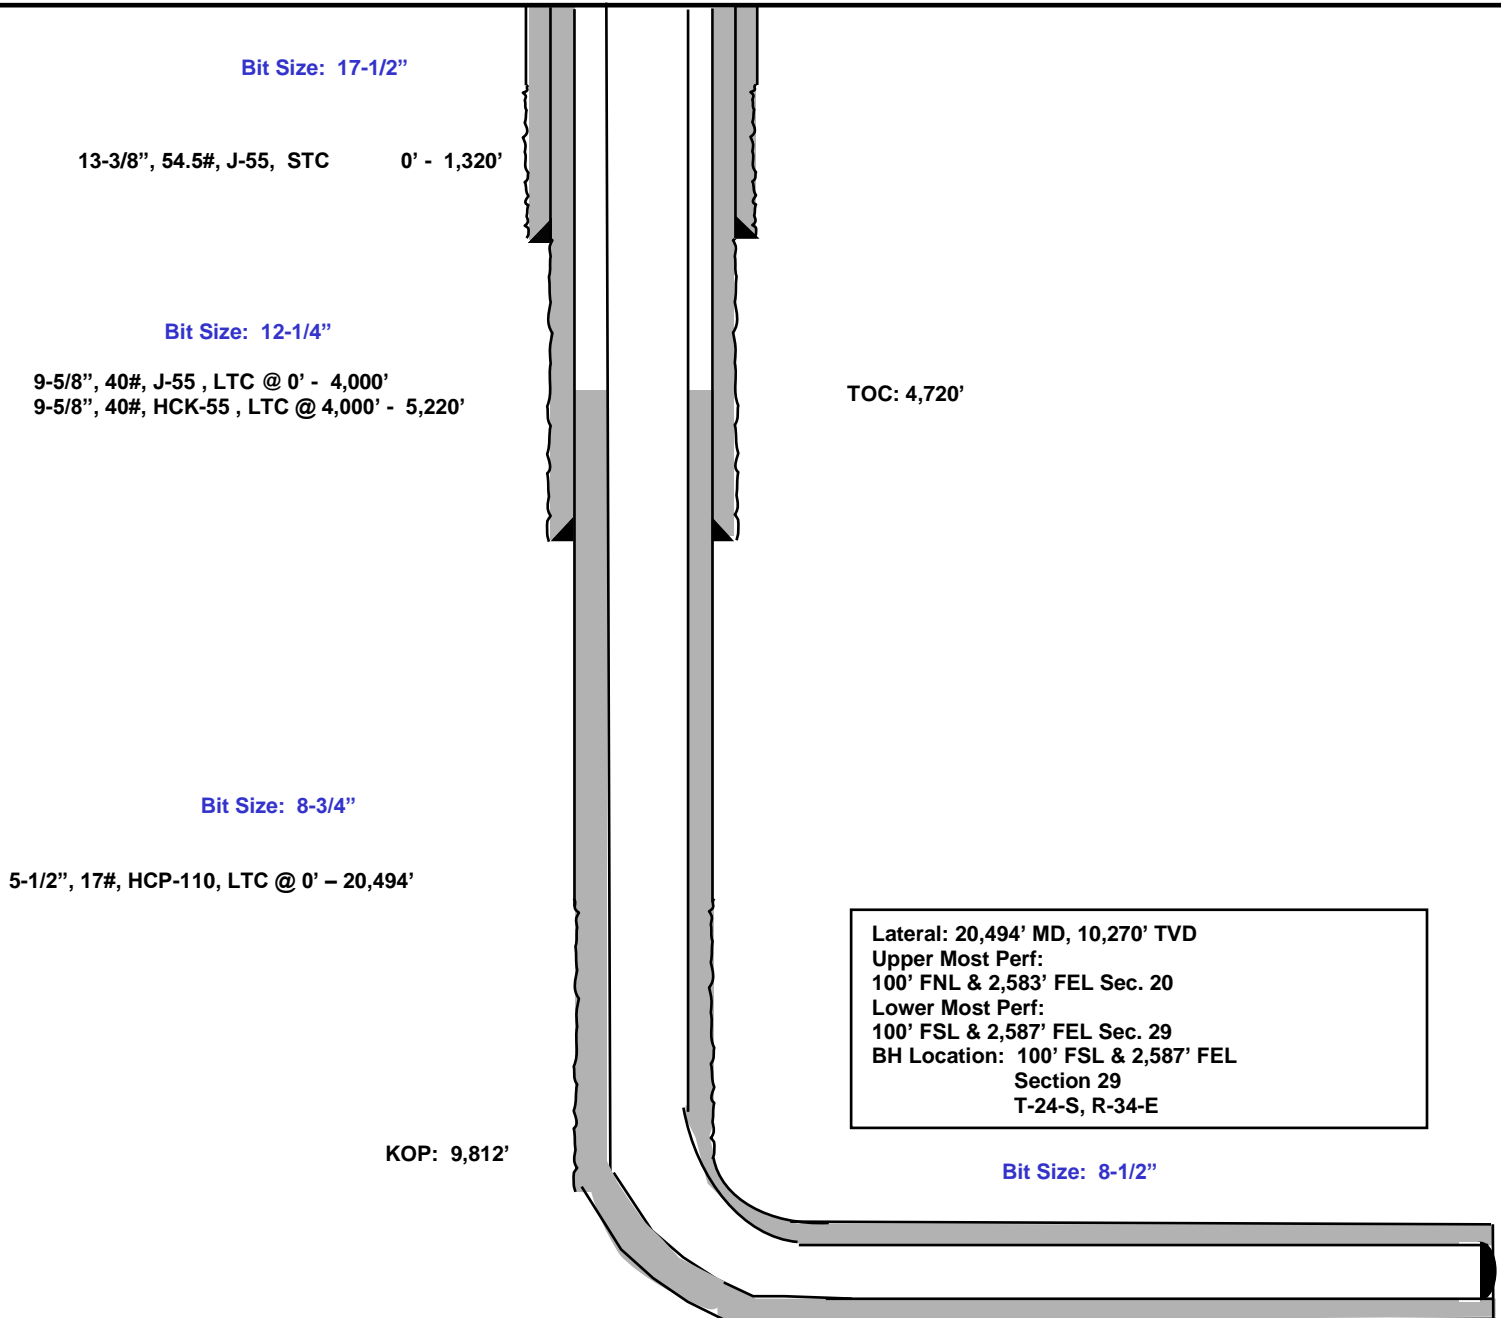 Bit Size: 17-1/2”
13-3/8”, 54.5#, J-55, STC 0’ - 1,320’
Bit Size: 12-1/4”
9-5/8”, 40#, J-55 , LTC @ 0’ - 4,000’
9-5/8”, 40#, HCK-55 , LTC @ 4,000’ - 5,220’
TOC: 4,720’
Bit Size: 8-3/4”
5-1/2”, 17#, HCP-110, LTC @ 0’ – 20,494’
Lateral: 20,494’ MD, 10,270’ TVD
Upper Most Perf:
100’ FNL & 2,583’ FEL Sec. 20
Lower Most Perf:
100’ FSL & 2,587’ FEL Sec. 29
BH Location: 100’ FSL & 2,587’ FEL
Section 29
T-24-S, R-34-E
KOP: 9,812’
Bit Size: 8-1/2”